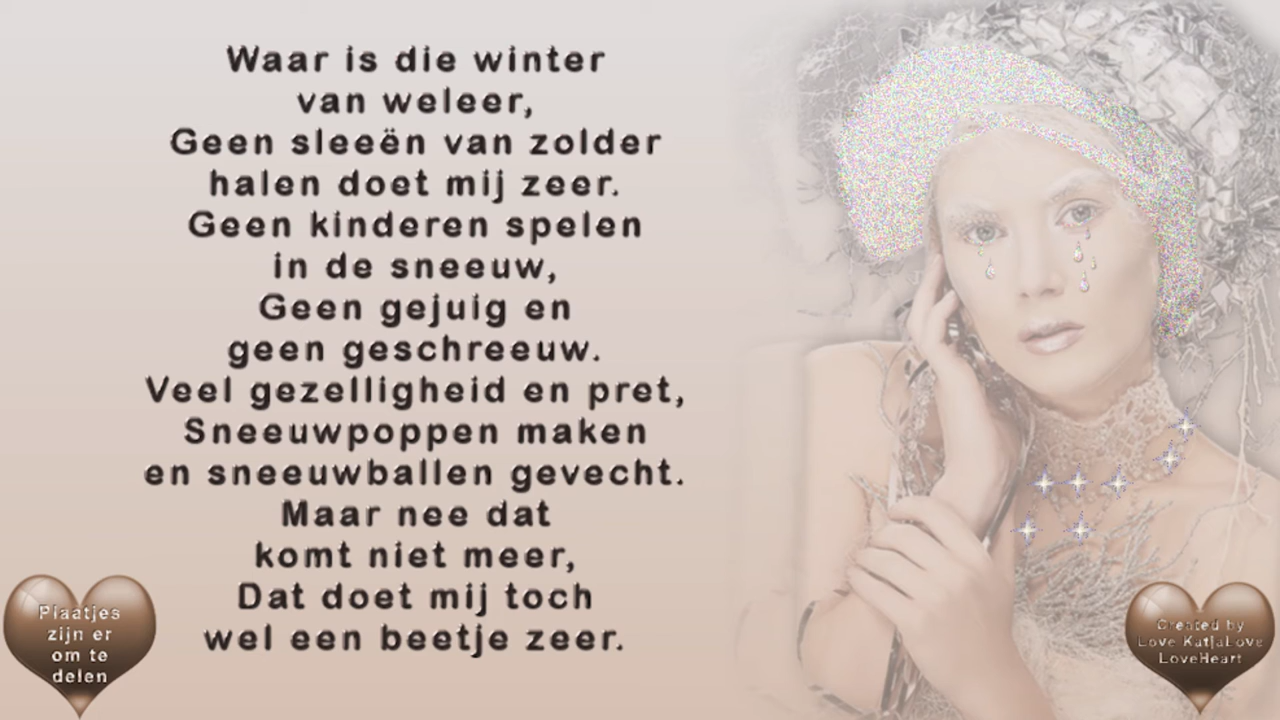 Waar is die winter
van weleer,
Geen sleeën van zolder
halen doet mij zeer.
Geen kinderen spelen
in de sneeuw,
Geen gejuig en
geen geschreeuw.
Veel gezelligheid en pret,
Sneeuwpoppen maken
en sneeuwballen gevecht.
Maar nee dat
komt niet meer,
Dat doet mij toch
wel een beetje zeer.
Plaatjes
zijn er
om te
delen
Created by
Love KatjaLove
LoveHeart